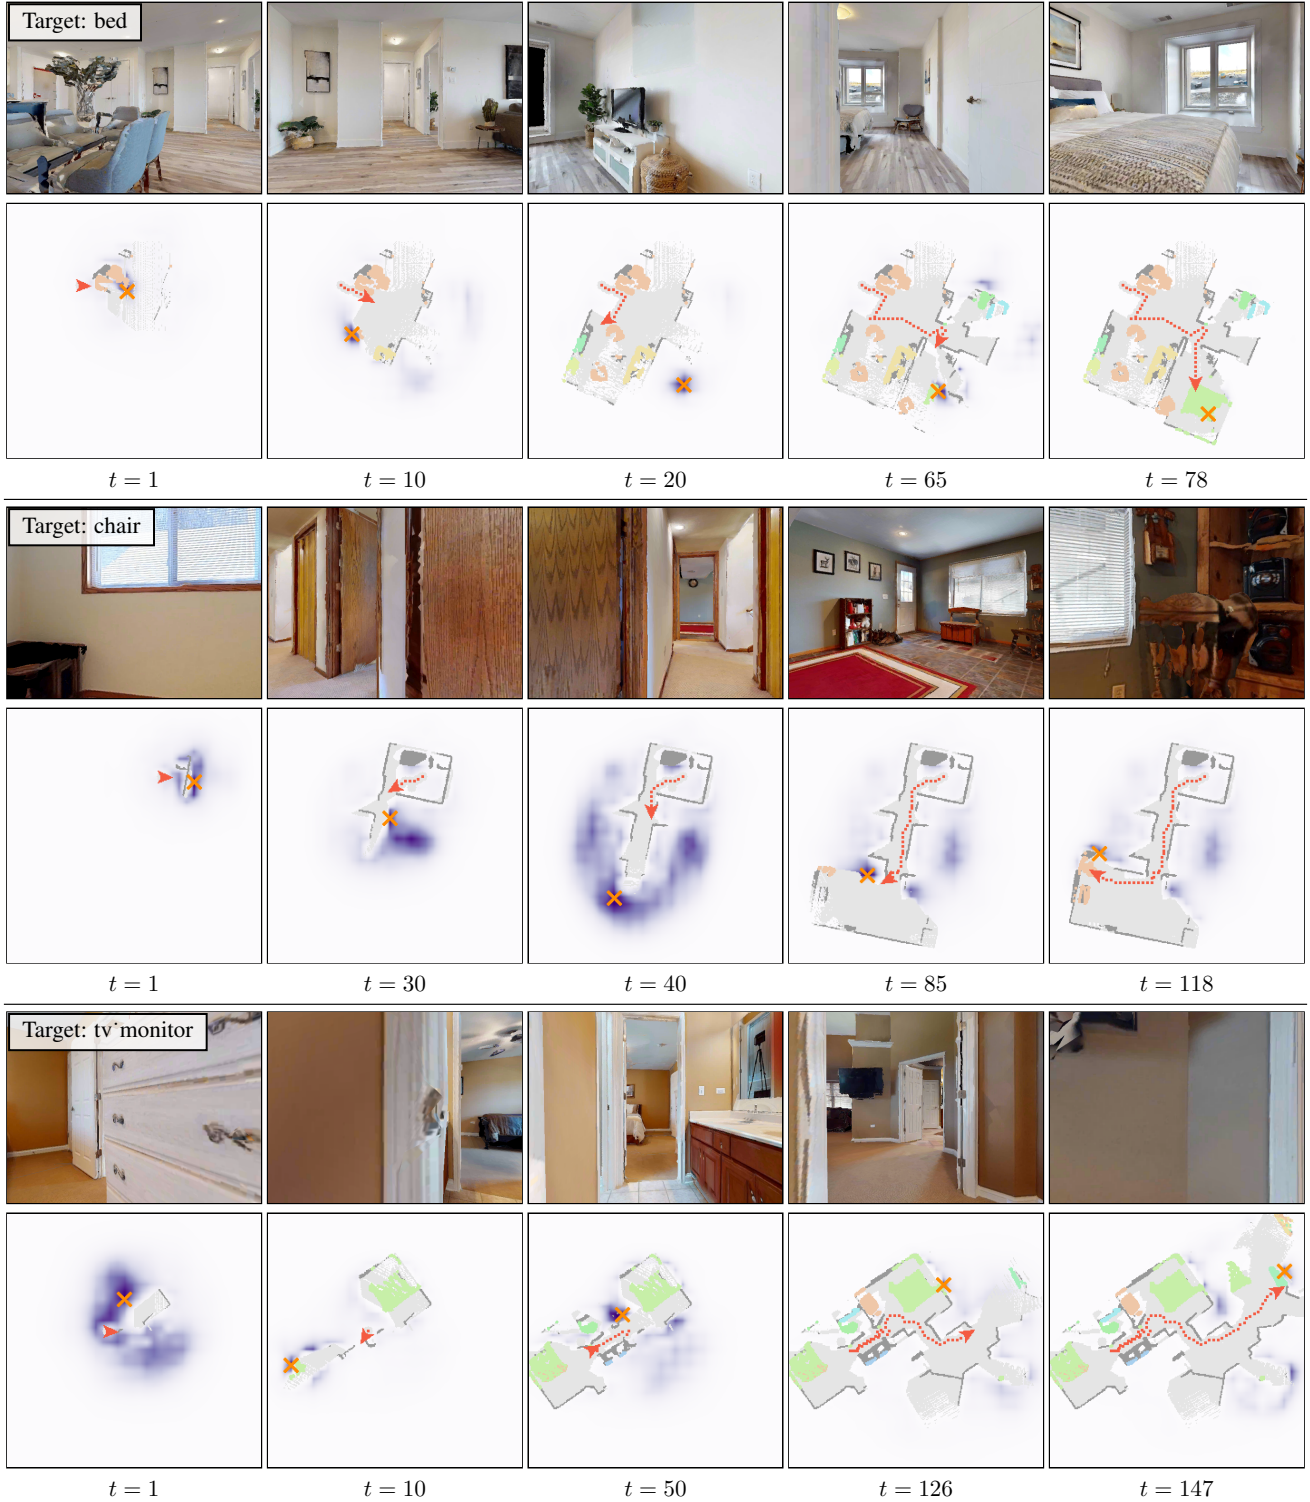 Target: bed
t = 1
t = 10
t = 20
t = 65
t = 78
Target: chair
t = 1
t = 30
t = 40
t = 85
t = 118
Target: tv˙monitor
t = 1
t = 10
t = 50
t = 126
t = 147